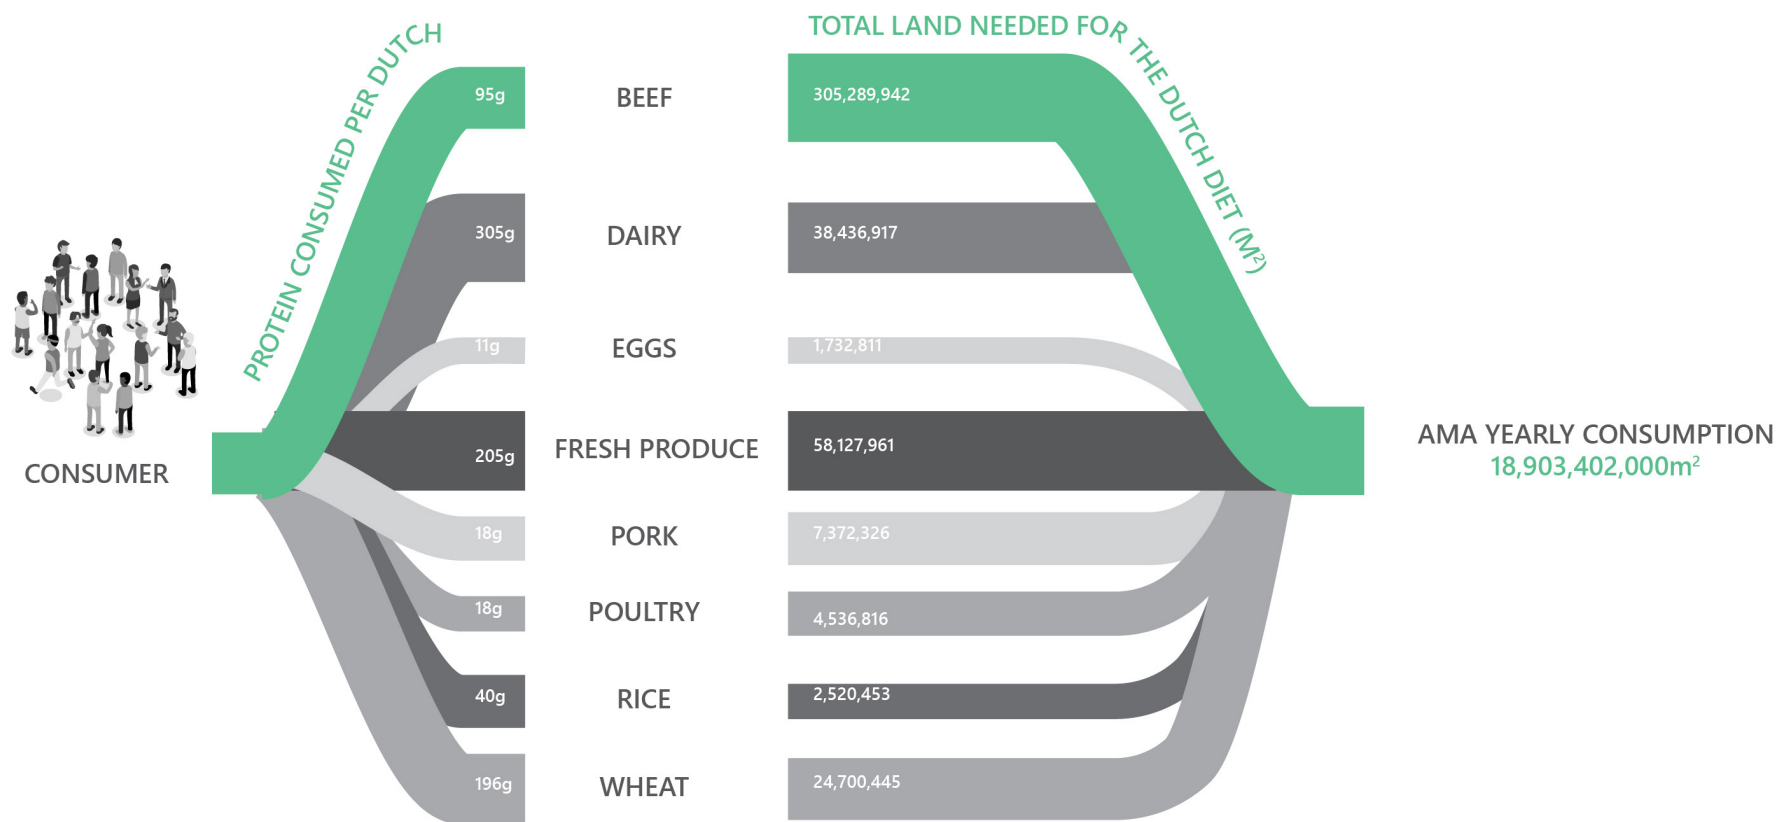 PROTEIN CONSUMED PER DUTCH
TOTAL LAND NEEDED FOR THE DUTCH DIET (M²)
95g
BEEF
305,289,942
305g
DAIRY
38,436,917
11g
EGGS
1,732,811
205g
FRESH PRODUCE
58,127,961
18g
PORK
7,372,326
18g
POULTRY
4,536,816
40g
RICE
2,520,453
196g
WHEAT
24,700,445
CONSUMER
AMA YEARLY CONSUMPTION
18,903,402,000m²